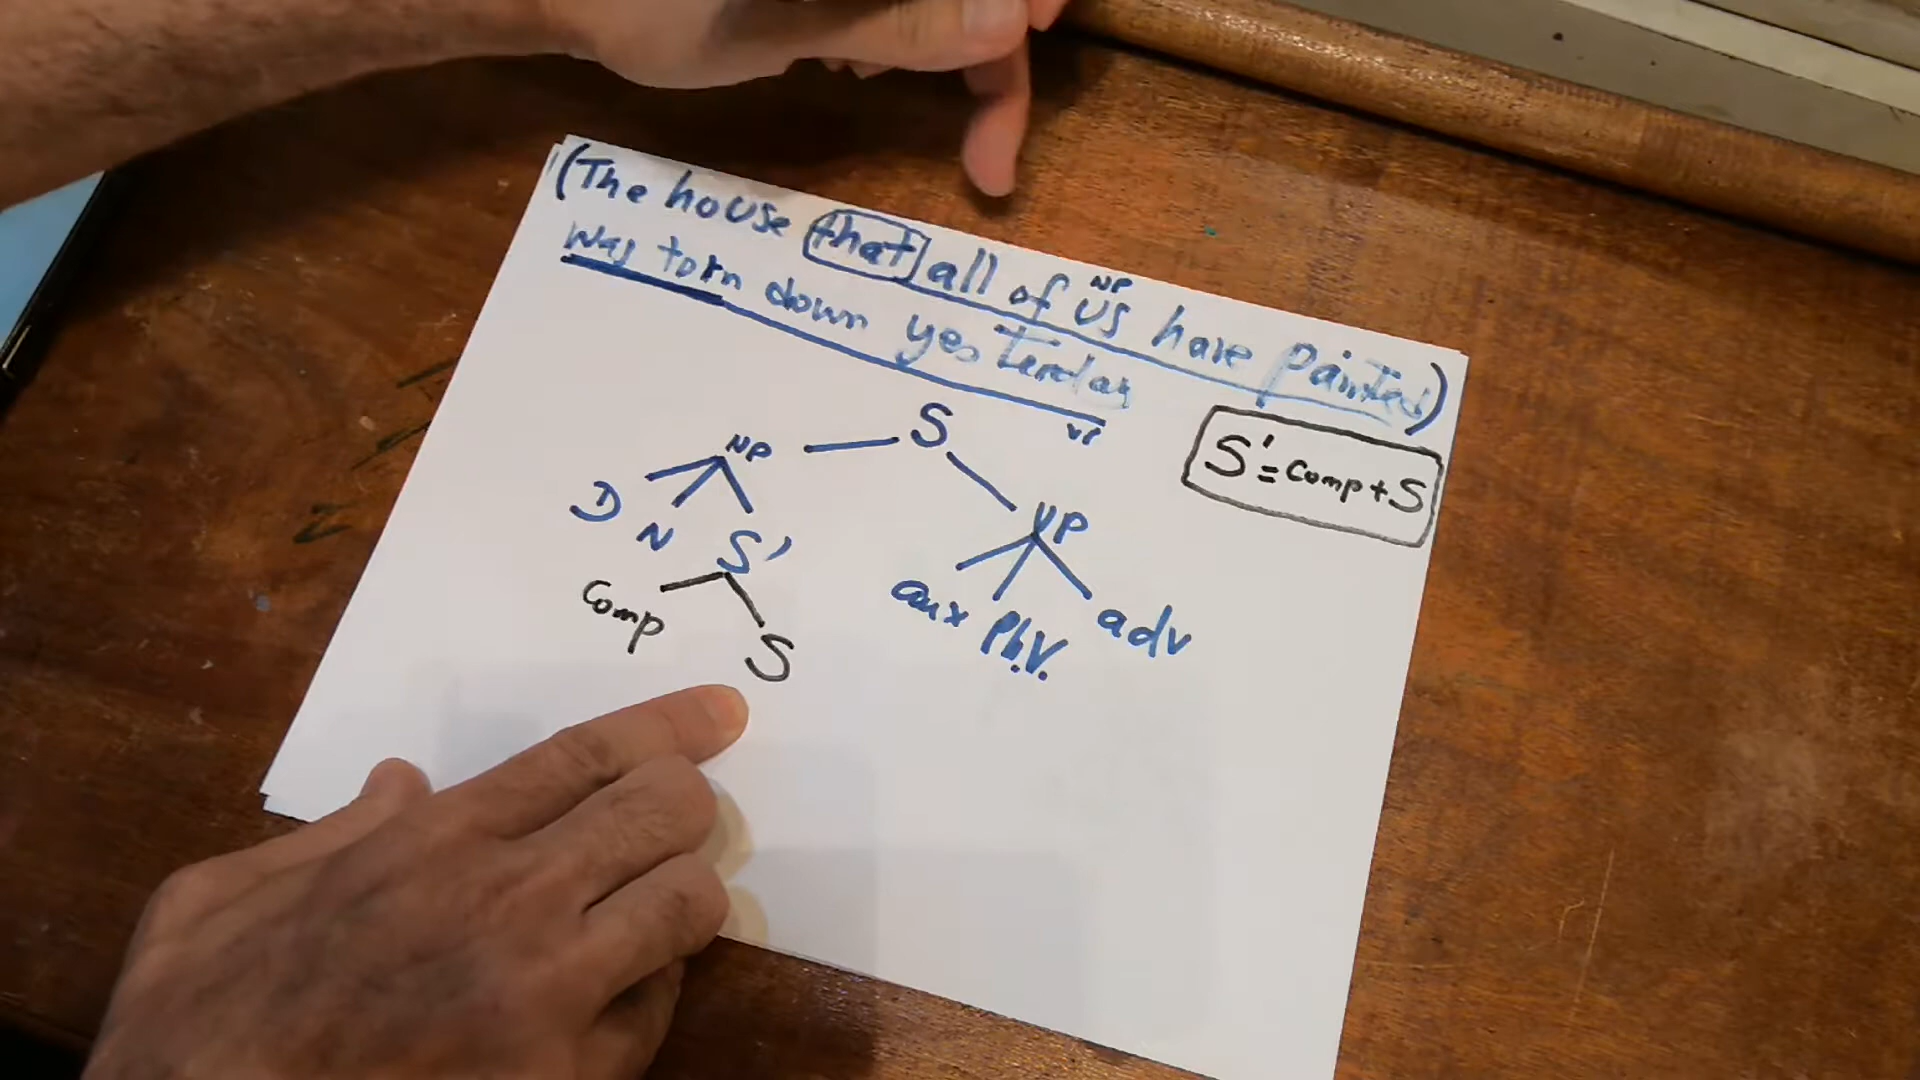 (The house that all of us have painted)
NP
was torn down yesterday
VP
S
NP
S' = Comp + S
D N S'
VP
Comp S
aux Ph.V. adv